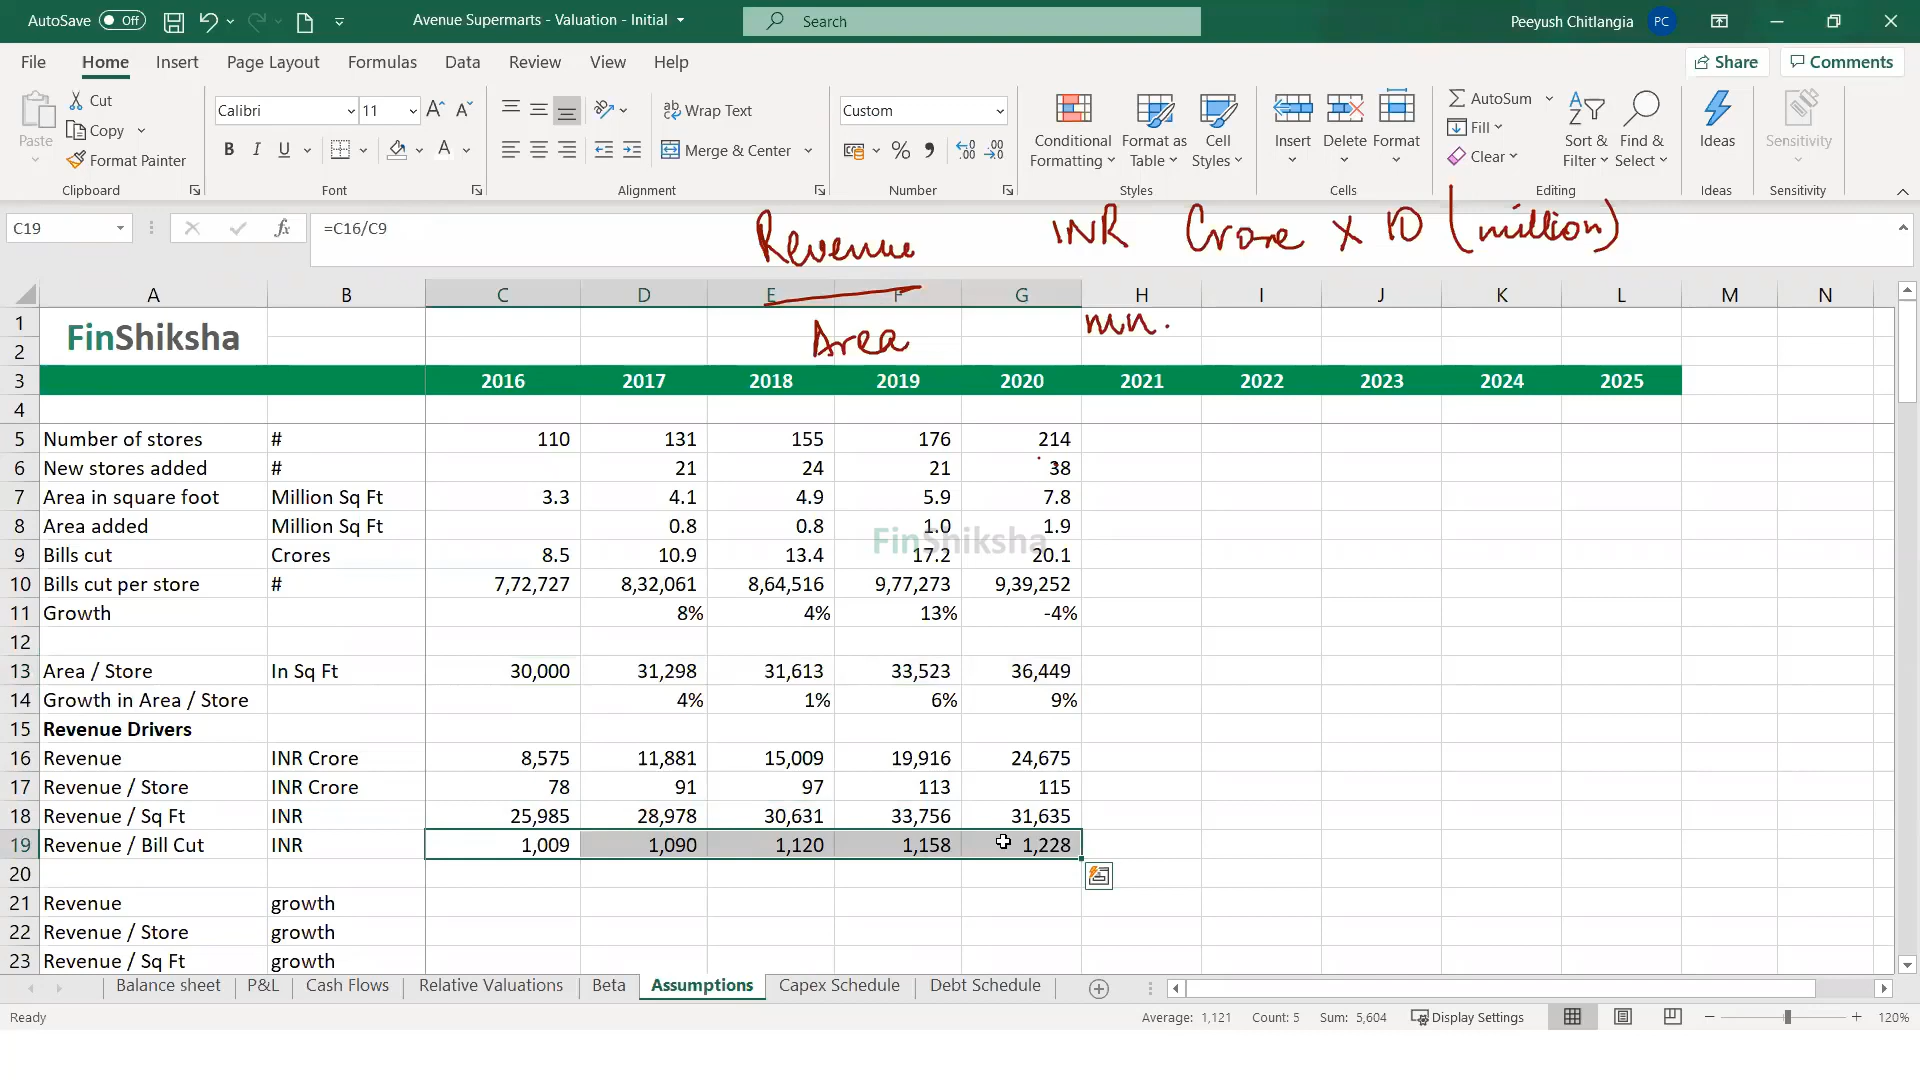 AutoSave Off Avenue Supermarts - Valuation - Initial Search Peeyush Chitlangia PC
File Home Insert Page Layout Formulas Data Review View Help Share Comments
Paste Cut Copy Format Painter Clipboard
Calibri 11 B I U A Font
Wrap Text Merge & Center Alignment
Custom % Number
Conditional Formatting Format as Table Cell Styles Styles
Insert Delete Format Cells
AutoSum Fill Clear Sort & Filter Find & Select Editing
Ideas Ideas
Sensitivity Sensitivity
C19 fx =C16/C9
Revenue INR Crore X 10 (million)
Area mn.
A B C D E F G H I J K L M N
1 FinShiksha
2
3 2016 2017 2018 2019 2020 2021 2022 2023 2024 2025
4
5 Number of stores # 110 131 155 176 214
6 New stores added # 21 24 21 38
7 Area in square foot Million Sq Ft 3.3 4.1 4.9 5.9 7.8
8 Area added Million Sq Ft 0.8 0.8 1.0 1.9
FinShiksha
9 Bills cut Crores 8.5 10.9 13.4 17.2 20.1
10 Bills cut per store # 7,72,727 8,32,061 8,64,516 9,77,273 9,39,252
11 Growth 8% 4% 13% -4%
12
13 Area / Store In Sq Ft 30,000 31,298 31,613 33,523 36,449
14 Growth in Area / Store 4% 1% 6% 9%
15 Revenue Drivers
16 Revenue INR Crore 8,575 11,881 15,009 19,916 24,675
17 Revenue / Store INR Crore 78 91 97 113 115
18 Revenue / Sq Ft INR 25,985 28,978 30,631 33,756 31,635
19 Revenue / Bill Cut INR 1,009 1,090 1,120 1,158 1,228
20
21 Revenue growth
22 Revenue / Store growth
23 Revenue / Sq Ft growth
Balance sheet P&L Cash Flows Relative Valuations Beta Assumptions Capex Schedule Debt Schedule
Ready Average: 1,121 Count: 5 Sum: 5,604 Display Settings 120%